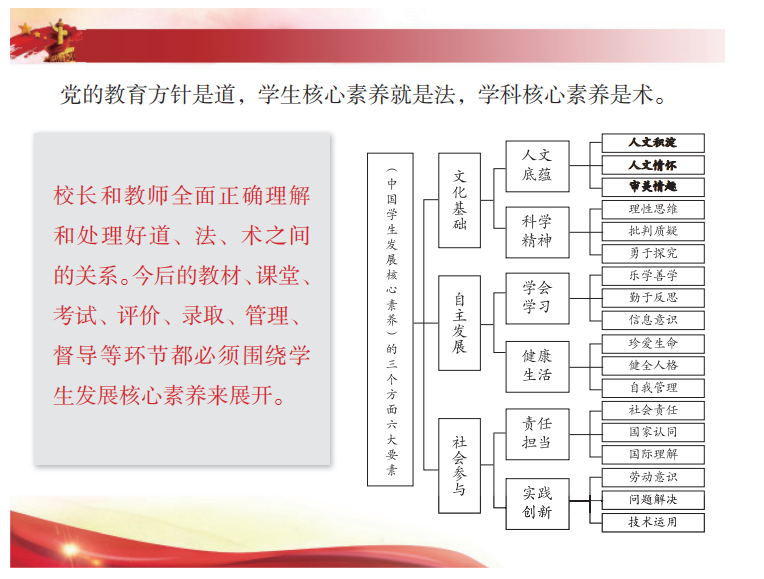 党的教育方针是道，学生核心素养就是法，学科核心素养是术。
校长和教师全面正确理解
和处理好道、法、术之间
的关系。今后的教材、课堂、
考试、评价、录取、管理、
督导等环节都必须围绕学
生发展核心素养来展开。
（中国学生发展核心素养）的三个方面六大要素
文化基础
人文
底蕴
人文积淀
人文情怀
审美情趣
科学
精神
理性思维
批判质疑
勇于探究
自主发展
学会
学习
乐学善学
勤于反思
信息意识
健康
生活
珍爱生命
健全人格
自我管理
社会参与
责任
担当
社会责任
国家认同
国际理解
实践
创新
劳动意识
问题解决
技术运用